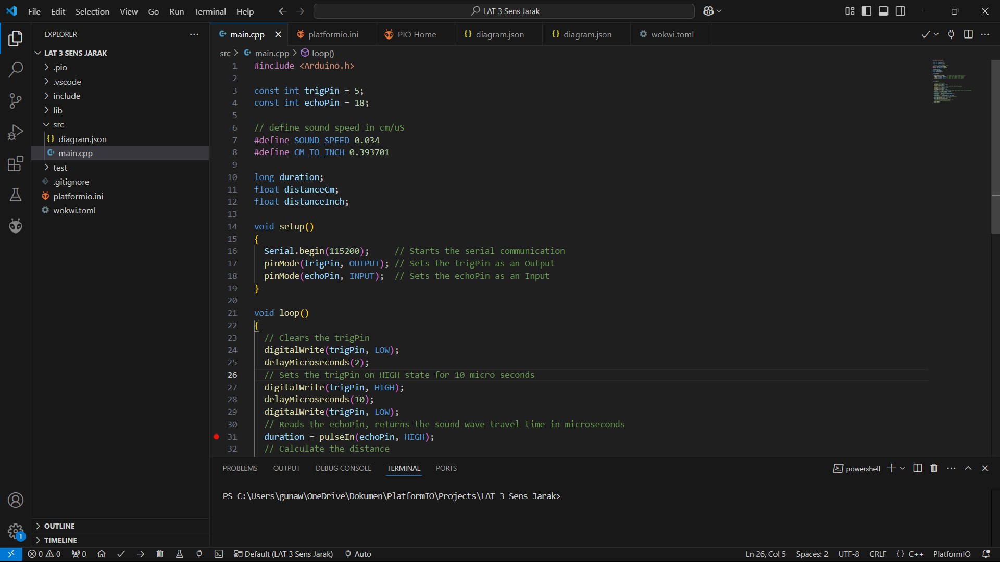 File Edit Selection View Go Run Terminal Help
LAT 3 Sens Jarak
EXPLORER
LAT 3 SENS JARAK
.pio
.vscode
include
lib
src
diagram.json
main.cpp
test
.gitignore
platformio.ini
wokwi.toml
OUTLINE
TIMELINE
main.cpp platformio.ini PIO Home diagram.json diagram.json wokwi.toml
src > main.cpp > loop()
1 #include <Arduino.h>
2
3 const int trigPin = 5;
4 const int echoPin = 18;
5
6 // define sound speed in cm/uS
7 #define SOUND_SPEED 0.034
8 #define CM_TO_INCH 0.393701
9
10 long duration;
11 float distanceCm;
12 float distanceInch;
13
14 void setup()
15 {
16 Serial.begin(115200); // Starts the serial communication
17 pinMode(trigPin, OUTPUT); // Sets the trigPin as an Output
18 pinMode(echoPin, INPUT); // Sets the echoPin as an Input
19 }
20
21 void loop()
22 {
23 // Clears the trigPin
24 digitalWrite(trigPin, LOW);
25 delayMicroseconds(2);
26 // Sets the trigPin on HIGH state for 10 micro seconds
27 digitalWrite(trigPin, HIGH);
28 delayMicroseconds(10);
29 digitalWrite(trigPin, LOW);
30 // Reads the echoPin, returns the sound wave travel time in microseconds
31 duration = pulseIn(echoPin, HIGH);
32 // Calculate the distance
PROBLEMS OUTPUT DEBUG CONSOLE TERMINAL PORTS
powershell
PS C:\Users\gunaw\OneDrive\Dokumen\PlatformIO\Projects\LAT 3 Sens Jarak>
1
0 0 0 Default (LAT 3 Sens Jarak) Auto Ln 26, Col 5 Spaces: 2 UTF-8 CRLF {} C++ PlatformIO